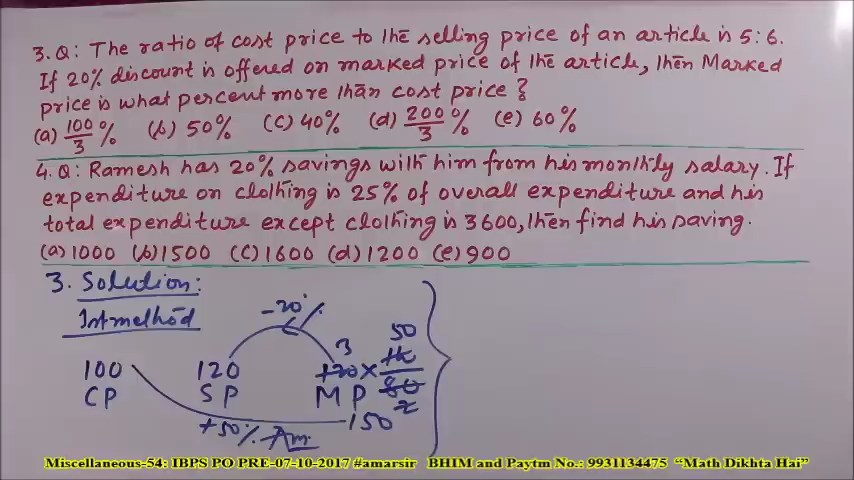 3. Q: The ratio of cost price to the selling price of an article is 5:6.
If 20% discount is offered on marked price of the article, then Marked
price is what percent more than cost price?
(a) 100/3 % (b) 50% (c) 40% (d) 200/3 % (e) 60%
4. Q: Ramesh has 20% savings with him from his monthly salary. If
expenditure on clothing is 25% of overall expenditure and his
total expenditure except clothing is 3600, then find his saving.
(a) 1000 (b) 1500 (c) 1600 (d) 1200 (e) 900
3. Solution:
Ist method
-20%
3 50
100 120 120 ×
CP SP MP 80
2
+50% Ans. 150
Miscellaneous-54: IBPS PO PRE-07-10-2017 #amarsir BHIM and Paytm No.: 9931134475 “Math Dikhta Hai”